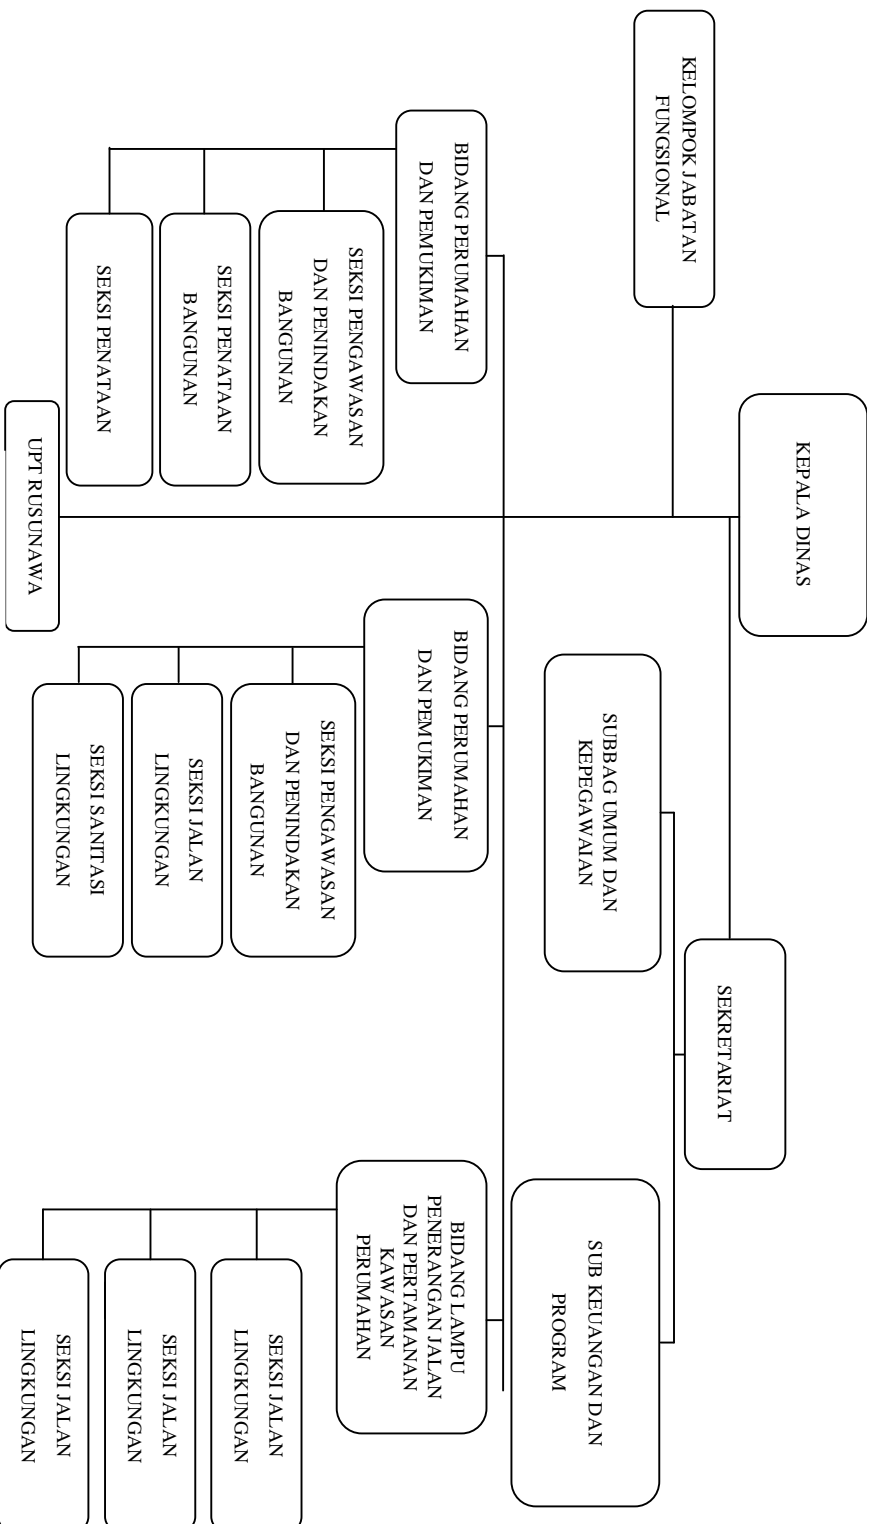 KEPALA DINAS
KELOMPOK JABATAN
FUNGSIONAL
SEKRETARIAT
SUBBAG UMUM DAN
KEPEGAWAIAN
SUB KEUANGAN DAN
PROGRAM
BIDANG PERUMAHAN
DAN PEMUKIMAN
SEKSI PENGAWASAN
DAN PENINDAKAN
BANGUNAN
SEKSI PENATAAN
BANGUNAN
SEKSI PENATAAN
BIDANG PERUMAHAN
DAN PEMUKIMAN
SEKSI PENGAWASAN
DAN PENINDAKAN
BANGUNAN
SEKSI JALAN
LINGKUNGAN
SEKSI SANITASI
LINGKUNGAN
BIDANG LAMPU
PENERANGAN JALAN
DAN PERTAMANAN
KAWASAN
PERUMAHAN
SEKSI JALAN
LINGKUNGAN
SEKSI JALAN
LINGKUNGAN
SEKSI JALAN
LINGKUNGAN
UPT RUSUNAWA